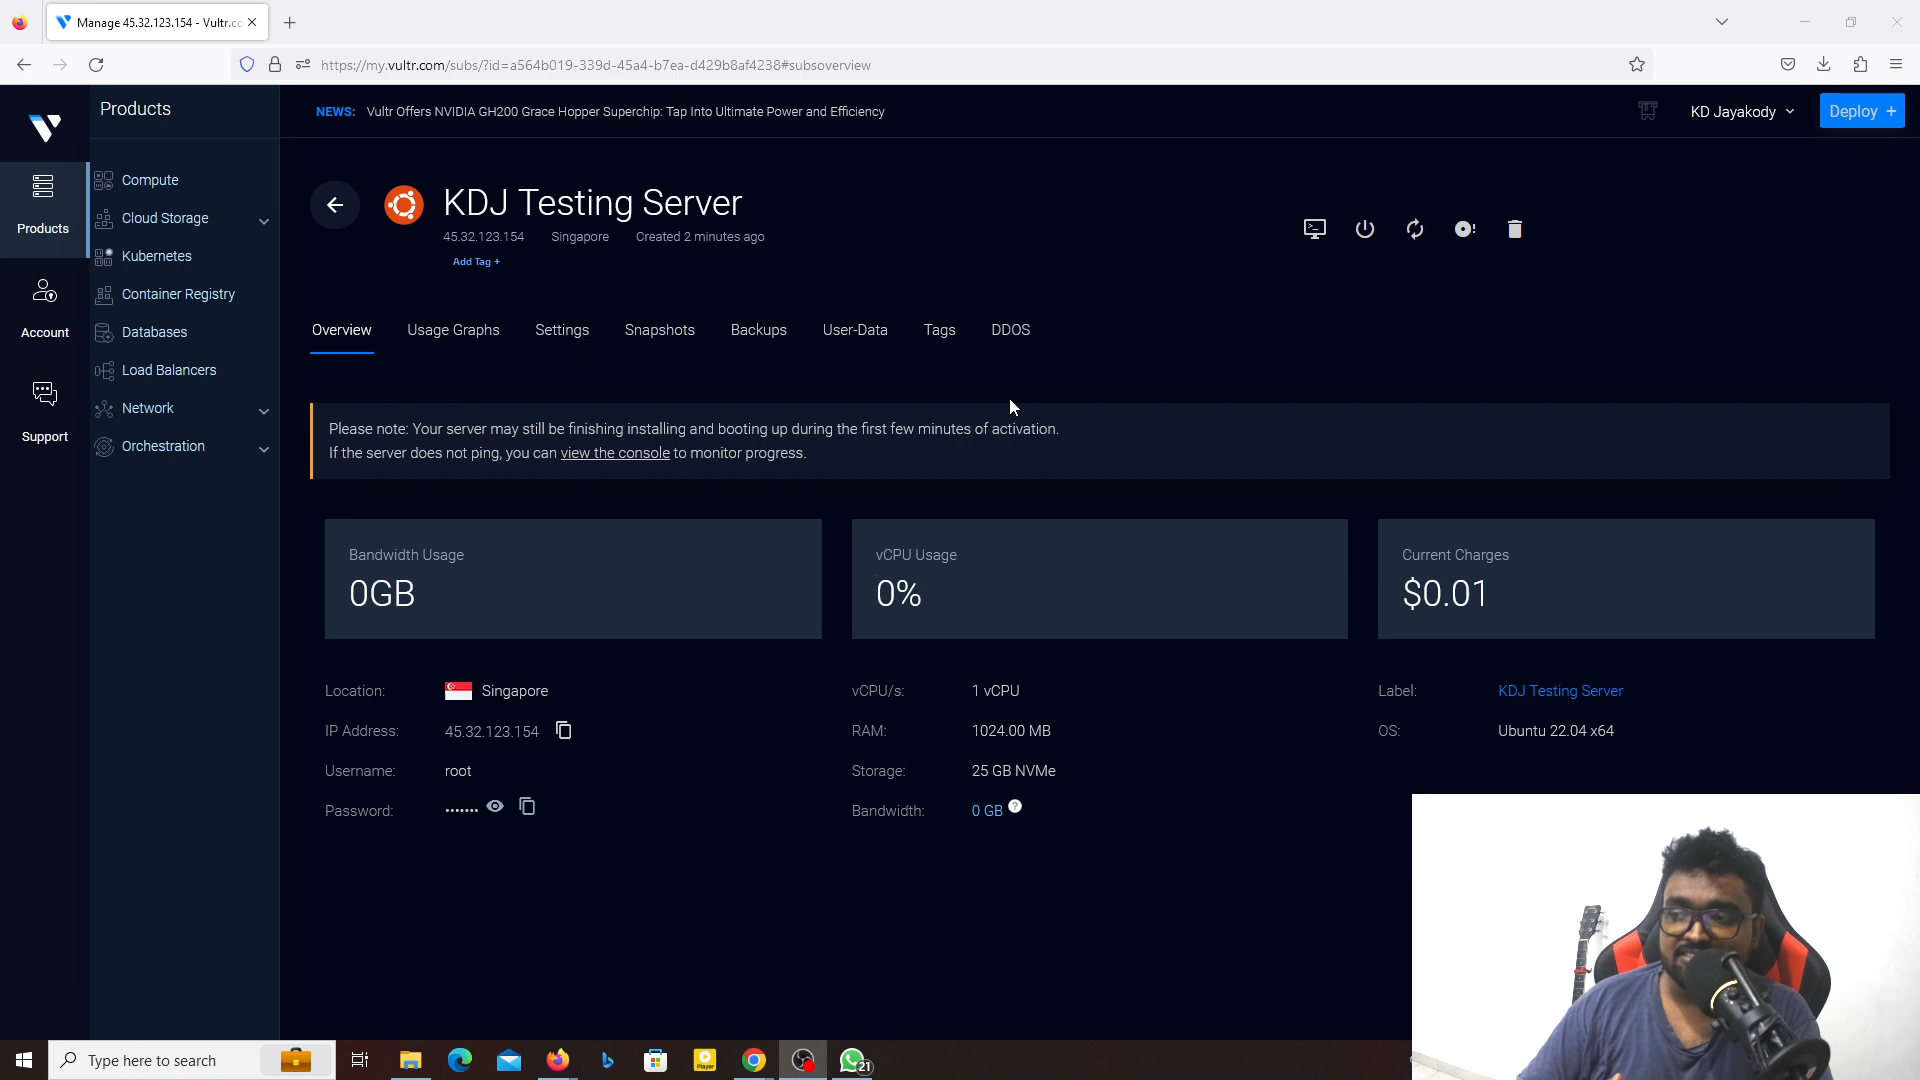 Manage 45.32.123.154 - Vultr.co
https://my.vultr.com/subs/?id=a564b019-339d-45a4-b7ea-d429b8af4238#subsoverview
Products
NEWS: Vultr Offers NVIDIA GH200 Grace Hopper Superchip: Tap Into Ultimate Power and Efficiency
KD Jayakody
Deploy +
Products
Account
Support
Compute
Cloud Storage
Kubernetes
Container Registry
Databases
Load Balancers
Network
Orchestration
KDJ Testing Server
45.32.123.154 Singapore Created 2 minutes ago
Add Tag +
Overview Usage Graphs Settings Snapshots Backups User-Data Tags DDOS
Please note: Your server may still be finishing installing and booting up during the first few minutes of activation.
If the server does not ping, you can view the console to monitor progress.
Bandwidth Usage
0GB
vCPU Usage
0%
Current Charges
$0.01
Location: Singapore
IP Address: 45.32.123.154
Username: root
Password: •••••••
vCPU/s: 1 vCPU
RAM: 1024.00 MB
Storage: 25 GB NVMe
Bandwidth: 0 GB ?
Label: KDJ Testing Server
OS: Ubuntu 22.04 x64
Type here to search
Player
21